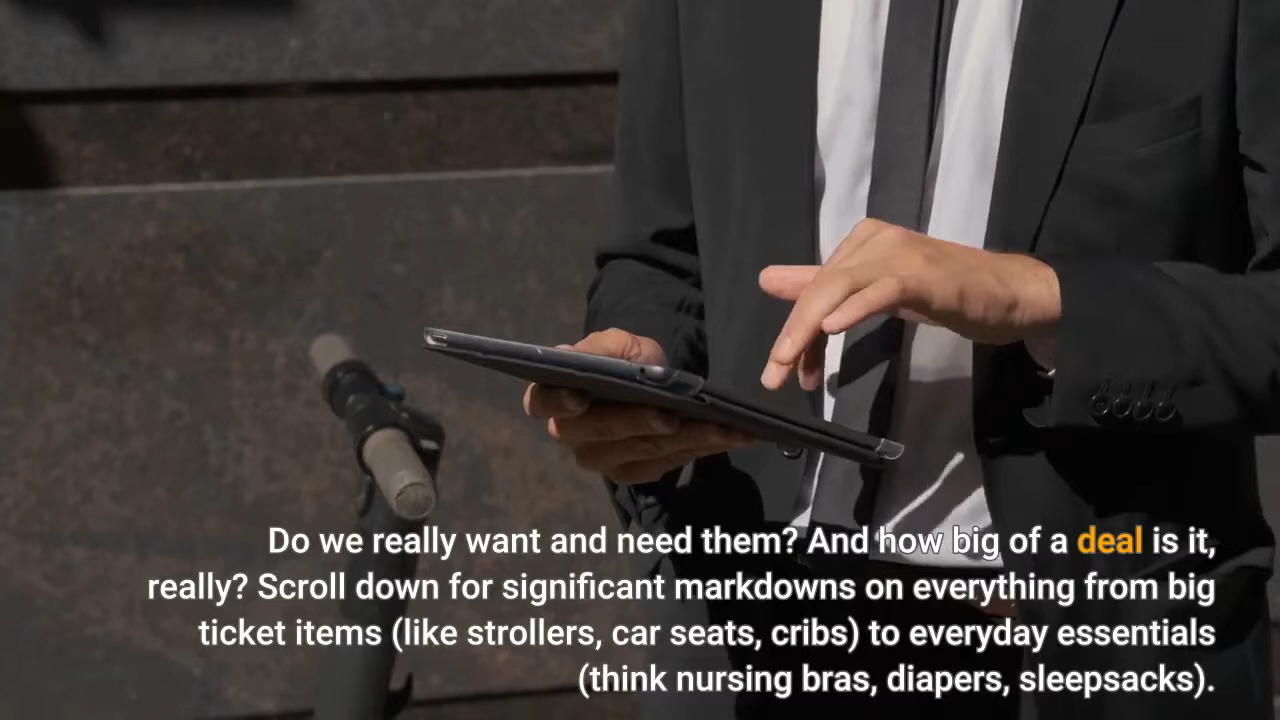 Do we really want and need them? And how big of a deal is it,
really? Scroll down for significant markdowns on everything from big
ticket items (like strollers, car seats, cribs) to everyday essentials
(think nursing bras, diapers, sleepsacks).